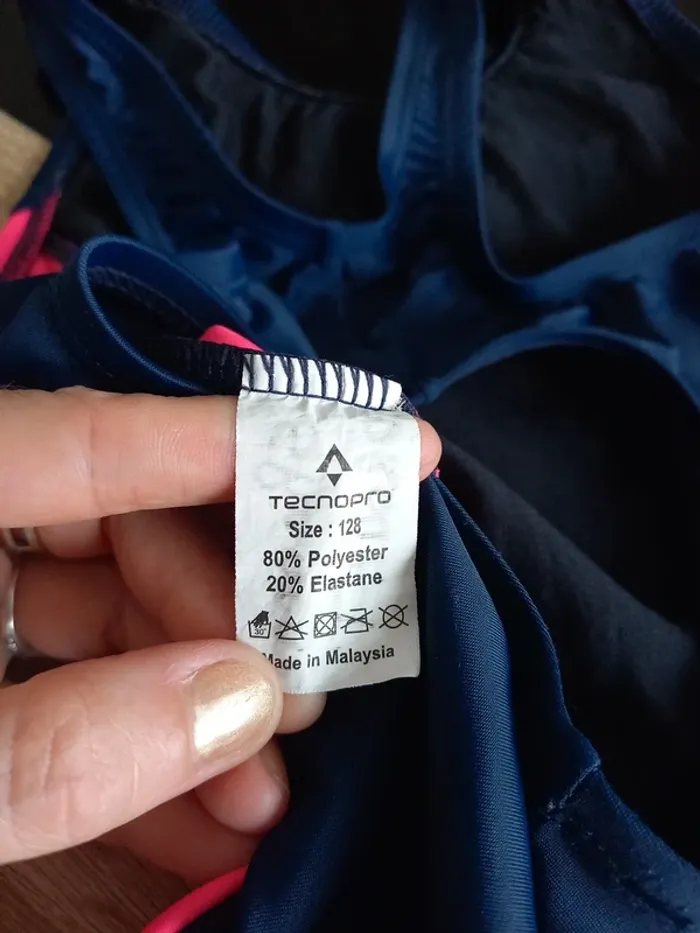 TECNOPRO
Size : 128
80% Polyester
20% Elastane
30°
Made in Malaysia